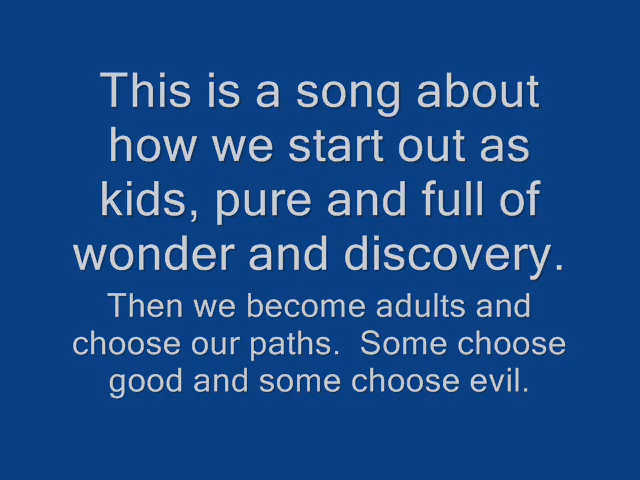 This is a song about
how we start out as
kids, pure and full of
wonder and discovery.
Then we become adults and
choose our paths.  Some choose
good and some choose evil.